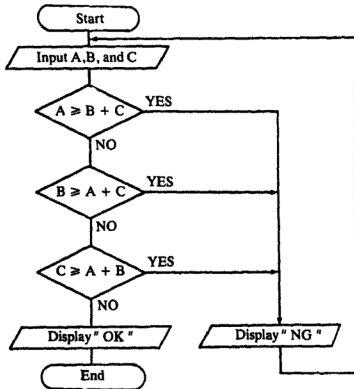 Start
Input A,B, and C
A ⩾ B + C
YES
NO
B ⩾ A + C
YES
NO
C ⩾ A + B
YES
NO
Display" OK "
Display" NG "
End